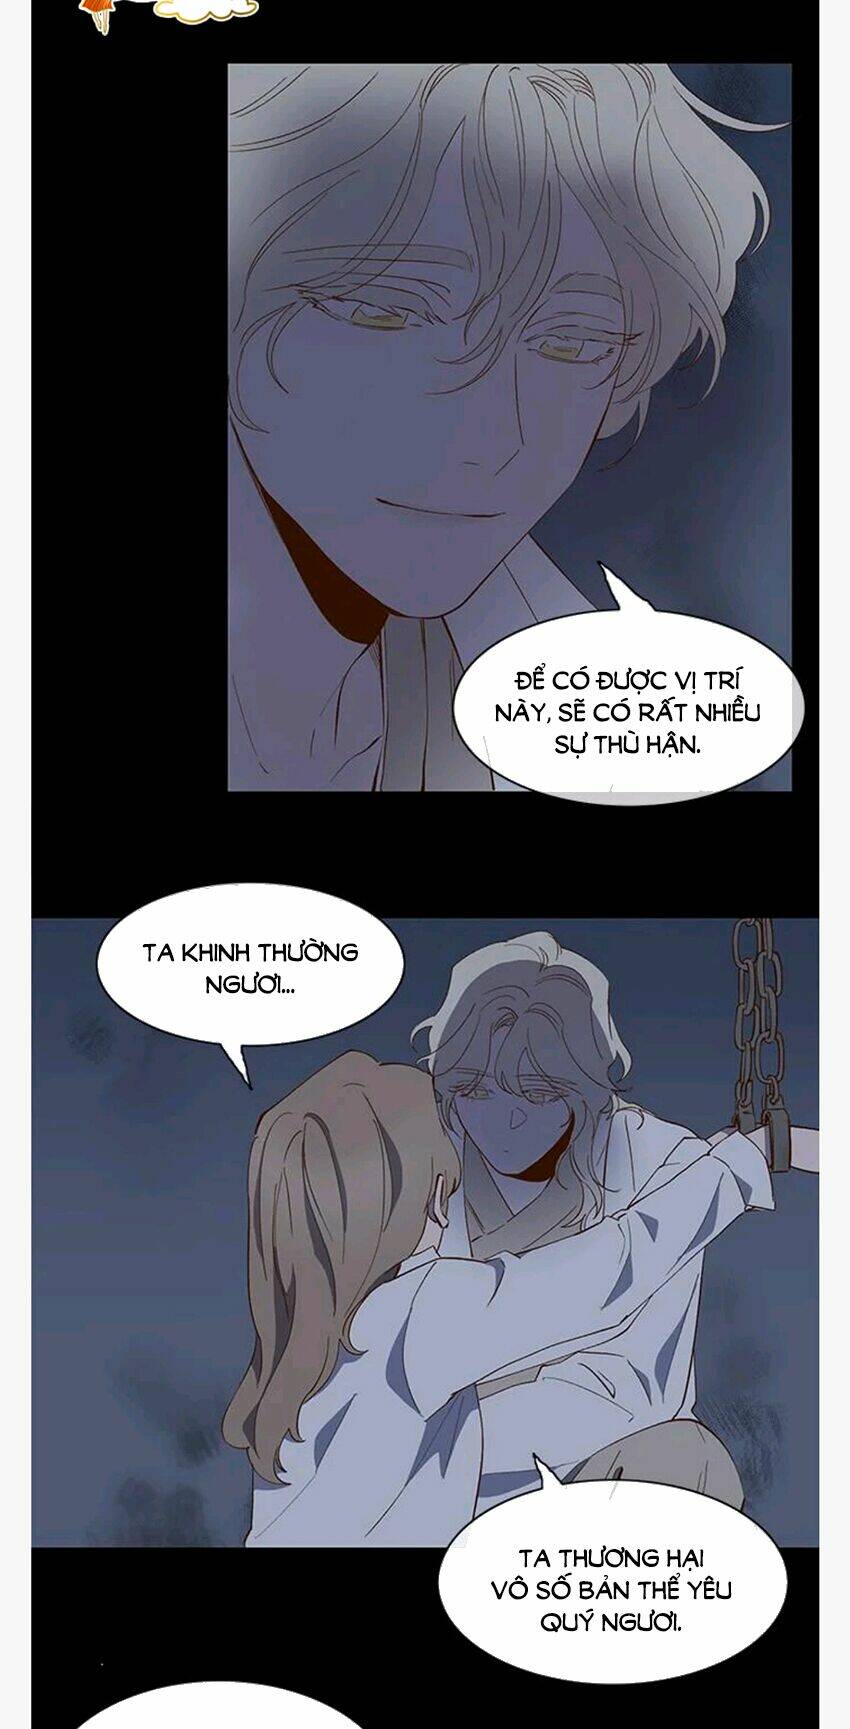 ĐỂ CÓ ĐƯỢC VỊ TRÍ
NÀY, SẼ CÓ RẤT NHIỀU
SỰ THÙ HẬN.
TA KHINH THƯỜNG
NGƯƠI...
TA THƯƠNG HẠI
VÔ SỐ BẢN THỂ YÊU
QUÝ NGƯƠI.